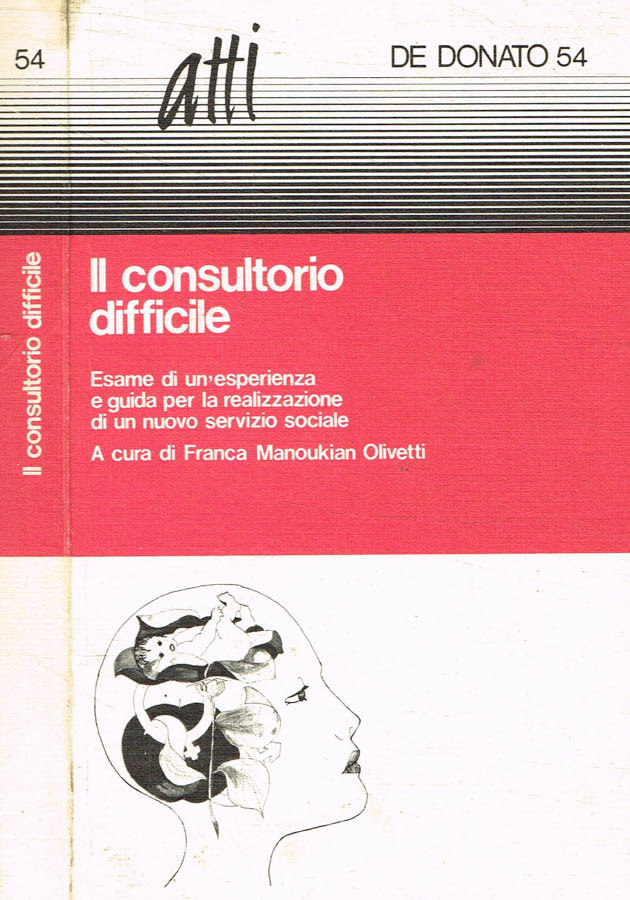 54
Il consultorio difficile
atti
DE DONATO 54
Il consultorio
difficile
Esame di un'esperienza
e guida per la realizzazione
di un nuovo servizio sociale
A cura di Franca Manoukian Olivetti